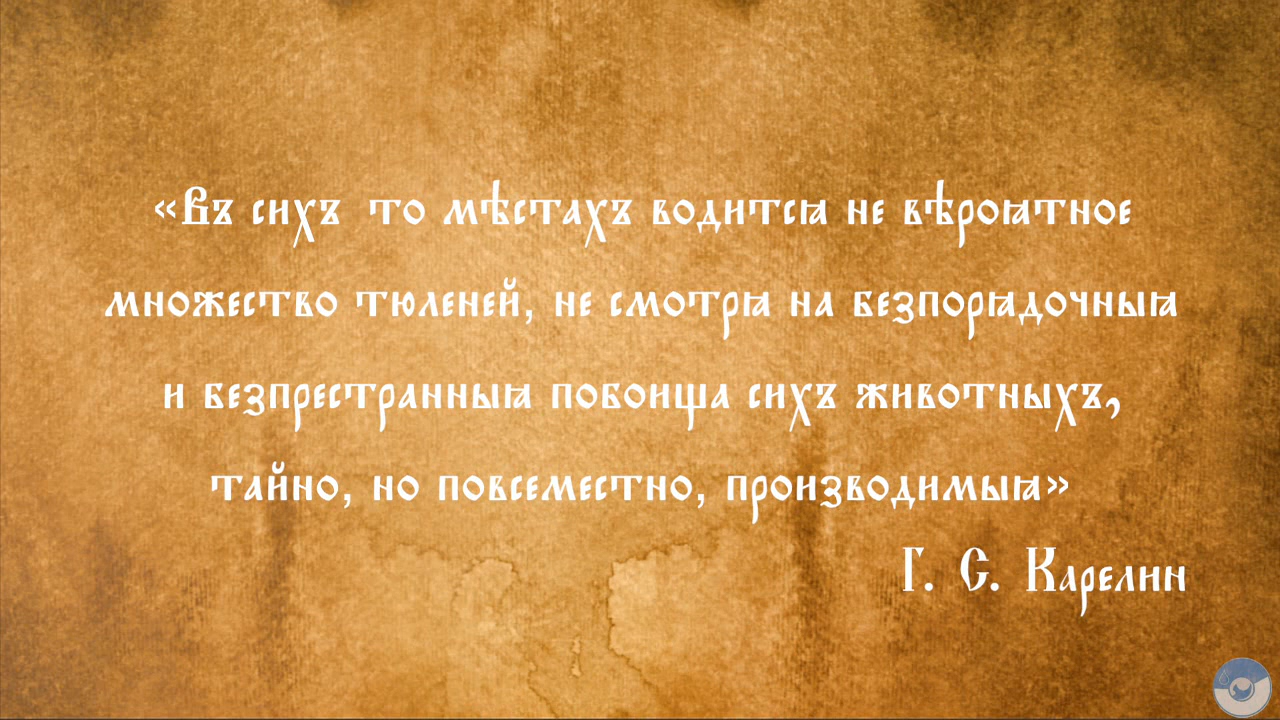 «Въ сихъ то мѣстахъ водится не вѣроятное
множество тюленей, не смотря на безпорядочныя
и безпрестранныя побоища сихъ животныхъ,
тайно, но повсеместно, производимыя»
Г. С. Карелин